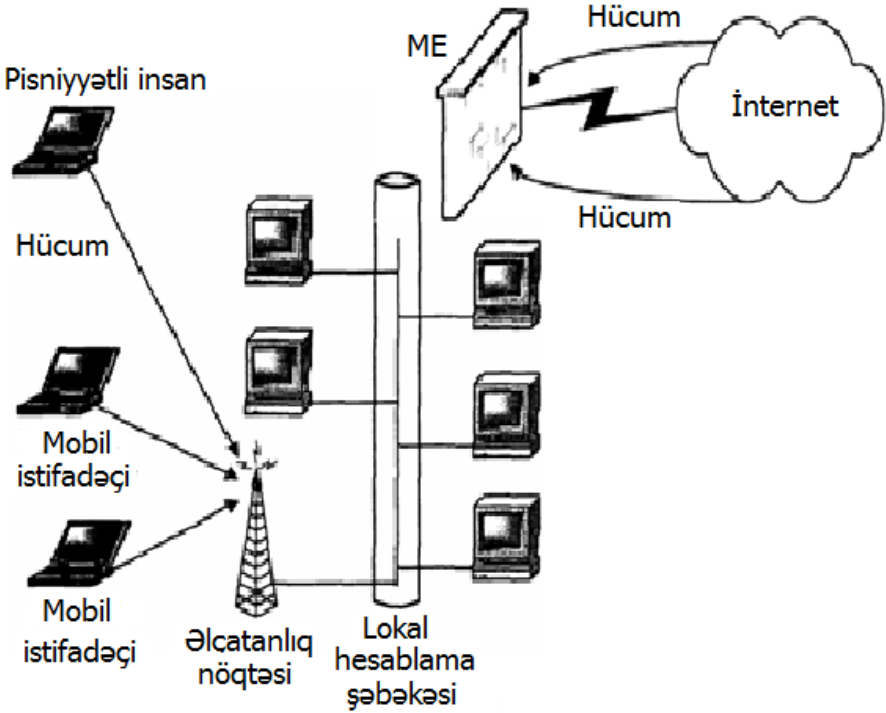 Hücum
ME
Pisniyyətli insan
İnternet
Hücum
Hücum
Mobil
istifadəçi
Mobil
istifadəçi
Əlçatanlıq
nöqtəsi
Lokal
hesablama
şəbəkəsi